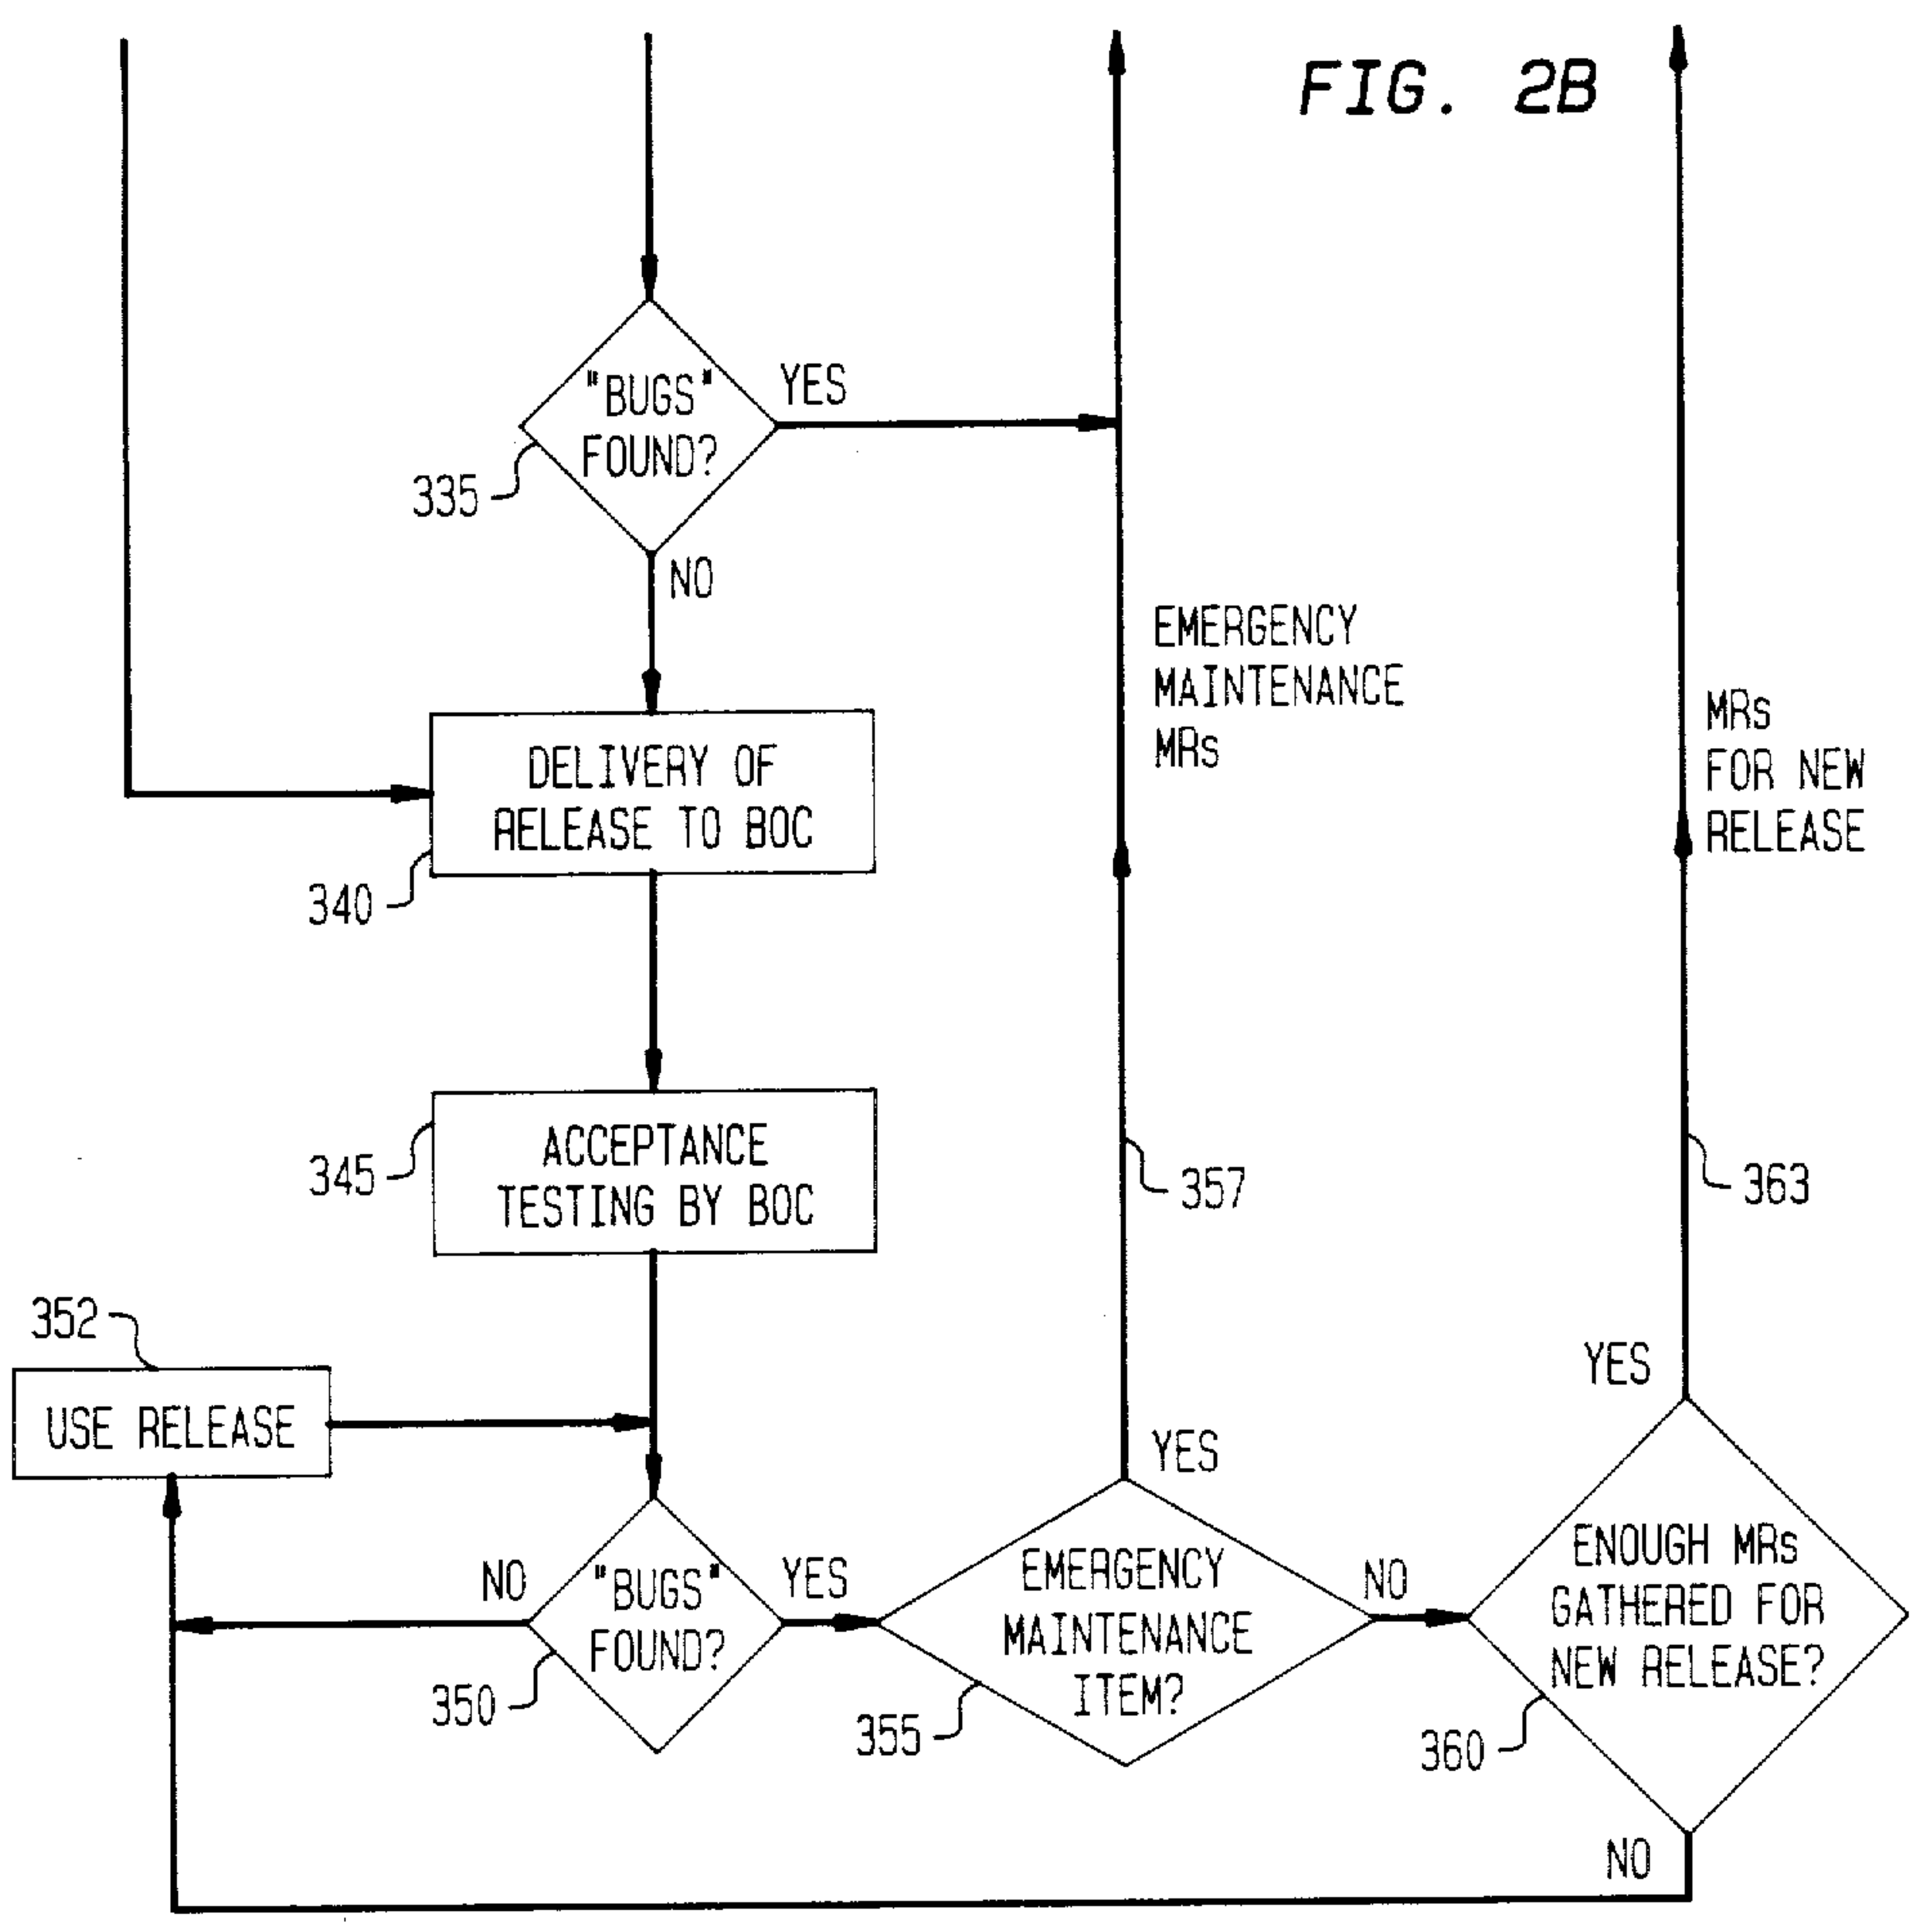 FIG. 2B
"BUGS"
FOUND?
YES
335
NO
EMERGENCY
MAINTENANCE
MRs
MRs
FOR NEW
RELEASE
DELIVERY OF
RELEASE TO BOC
340
ACCEPTANCE
TESTING BY BOC
345
357
363
352
USE RELEASE
YES
YES
NO
"BUGS"
FOUND?
YES
350
EMERGENCY
MAINTENANCE
ITEM?
NO
355
ENOUGH MRs
GATHERED FOR
NEW RELEASE?
360
NO